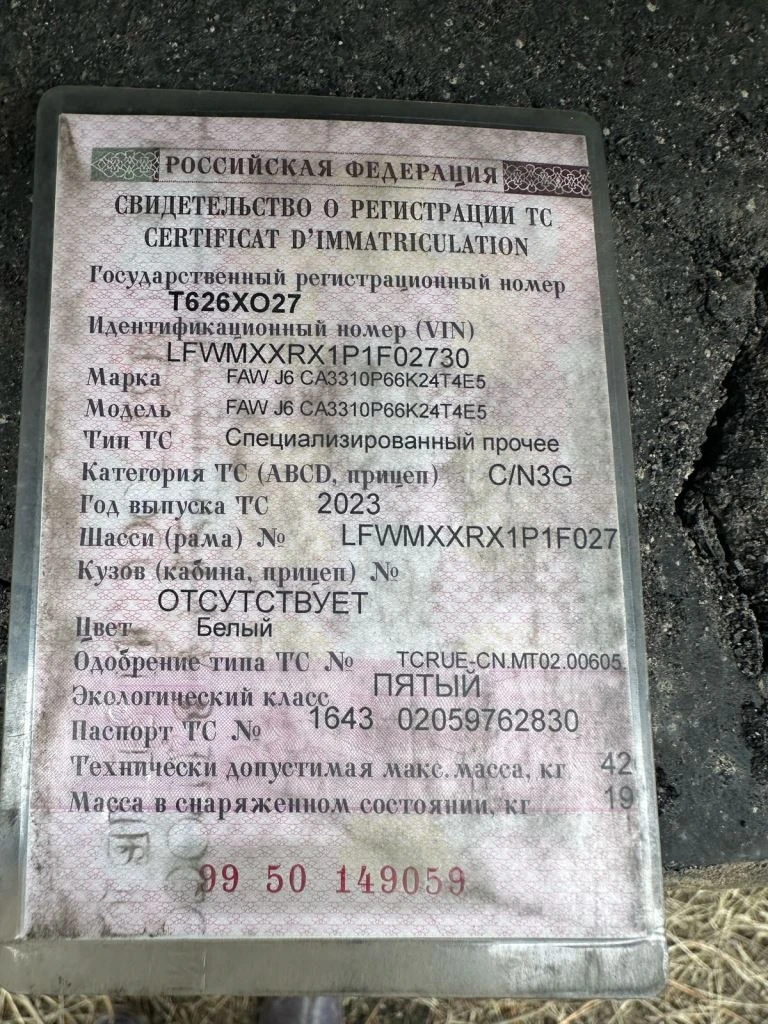 РОССИЙСКАЯ ФЕДЕРАЦИЯ
СВИДЕТЕЛЬСТВО О РЕГИСТРАЦИИ ТС
CERTIFICAT D'IMMATRICULATION
Государственный регистрационный номер
Т626ХО27
Идентификационный номер (VIN)
LFWMXXRX1P1F02730
Марка FAW J6 CA3310P66K24T4E5
Модель FAW J6 CA3310P66K24T4E5
Тип ТС Специализированный прочее
Категория ТС (ABCD, прицеп) C/N3G
Год выпуска ТС 2023
Шасси (рама) № LFWMXXRX1P1F027
Кузов (кабина, прицеп) №
ОТСУТСТВУЕТ
Цвет Белый
Одобрение типа ТС № TCRUE-CN.MT02.00605
Экологический класс ПЯТЫЙ
Паспорт ТС № 1643 02059762830
Технически допустимая макс. масса, кг 42
Масса в снаряженном состоянии, кг 19
99 50 149059